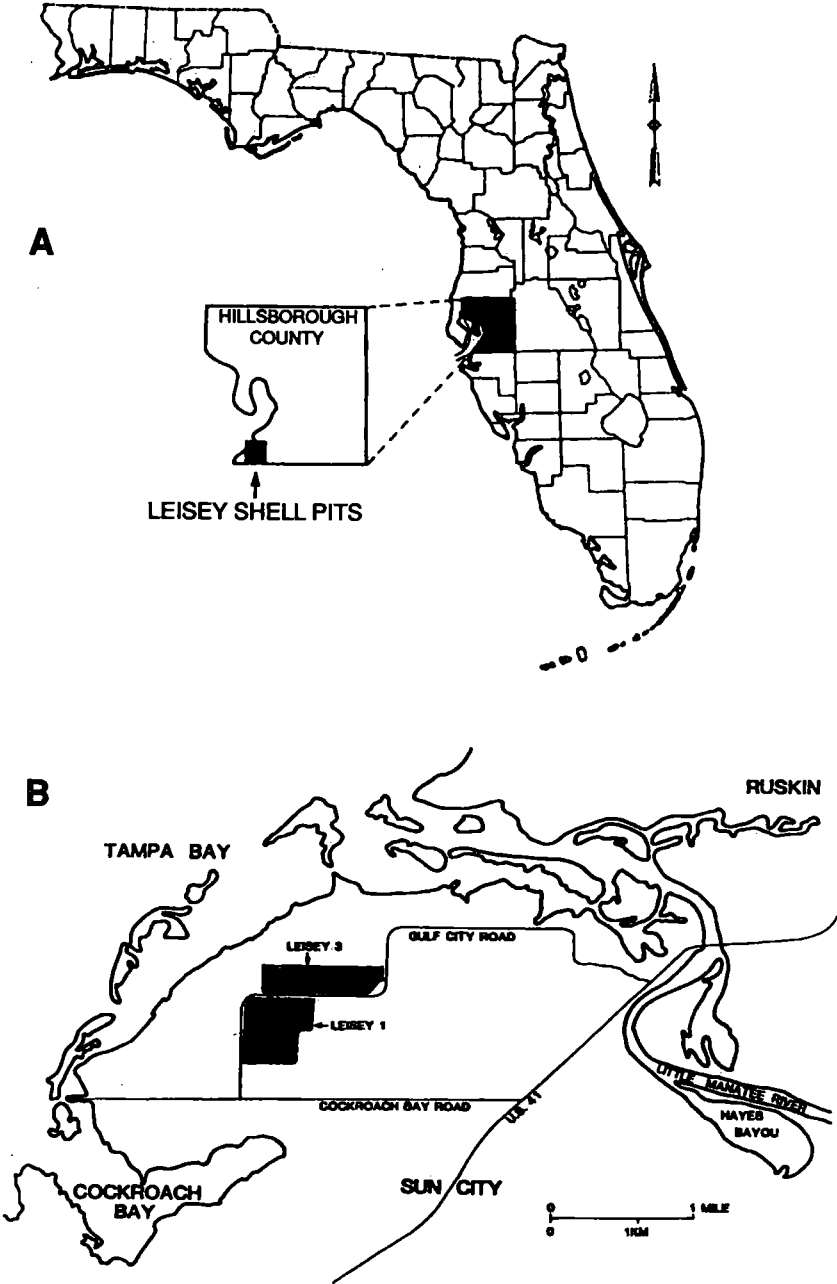 A
HILLSBOROUGH
COUNTY
LEISEY SHELL PITS
B
RUSKIN
TAMPA BAY
LEISEY 3
GULF CITY ROAD
LEISEY 1
COCKROACH BAY ROAD
U.S. 41
LITTLE MANATEE RIVER
HAYES
BAYOU
COCKROACH
BAY
SUN CITY
0 1 MILE
0 1KM